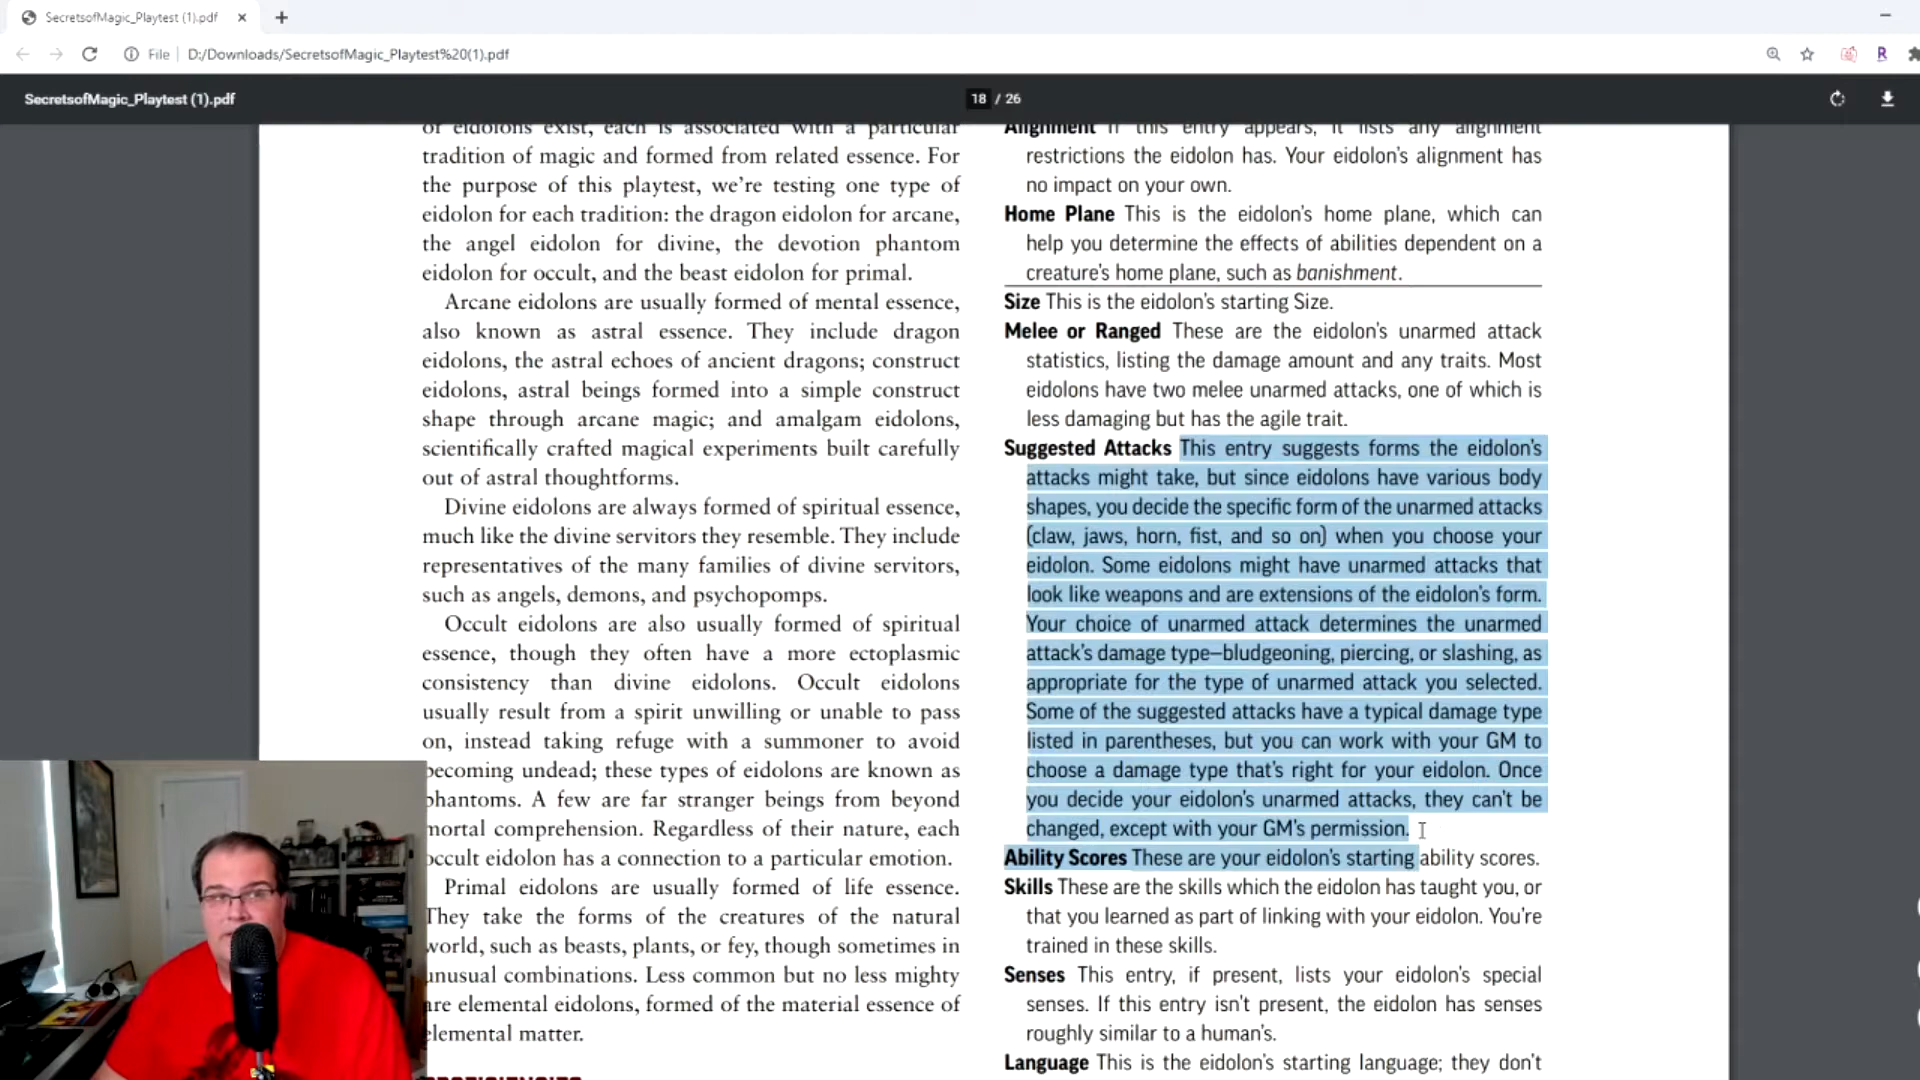 SecretsofMagic_Playtest (1).pdf
File | D:/Downloads/SecretsofMagic_Playtest%20(1).pdf
R
SecretsofMagic_Playtest (1).pdf
18 / 26
of eidolons exist, each is associated with a particular
tradition of magic and formed from related essence. For
the purpose of this playtest, we're testing one type of
eidolon for each tradition: the dragon eidolon for arcane,
the angel eidolon for divine, the devotion phantom
eidolon for occult, and the beast eidolon for primal.
Arcane eidolons are usually formed of mental essence,
also known as astral essence. They include dragon
eidolons, the astral echoes of ancient dragons; construct
eidolons, astral beings formed into a simple construct
shape through arcane magic; and amalgam eidolons,
scientifically crafted magical experiments built carefully
out of astral thoughtforms.
Divine eidolons are always formed of spiritual essence,
much like the divine servitors they resemble. They include
representatives of the many families of divine servitors,
such as angels, demons, and psychopomps.
Occult eidolons are also usually formed of spiritual
essence, though they often have a more ectoplasmic
consistency than divine eidolons. Occult eidolons
usually result from a spirit unwilling or unable to pass
on, instead taking refuge with a summoner to avoid
becoming undead; these types of eidolons are known as
phantoms. A few are far stranger beings from beyond
mortal comprehension. Regardless of their nature, each
occult eidolon has a connection to a particular emotion.
Primal eidolons are usually formed of life essence.
They take the forms of the creatures of the natural
world, such as beasts, plants, or fey, though sometimes in
unusual combinations. Less common but no less mighty
are elemental eidolons, formed of the material essence of
elemental matter.
PROFICIENCIES
Alignment If this entry appears, it lists any alignment
restrictions the eidolon has. Your eidolon's alignment has
no impact on your own.
Home Plane This is the eidolon's home plane, which can
help you determine the effects of abilities dependent on a
creature's home plane, such as banishment.
Size This is the eidolon's starting Size.
Melee or Ranged These are the eidolon's unarmed attack
statistics, listing the damage amount and any traits. Most
eidolons have two melee unarmed attacks, one of which is
less damaging but has the agile trait.
Suggested Attacks This entry suggests forms the eidolon's
attacks might take, but since eidolons have various body
shapes, you decide the specific form of the unarmed attacks
(claw, jaws, horn, fist, and so on) when you choose your
eidolon. Some eidolons might have unarmed attacks that
look like weapons and are extensions of the eidolon's form.
Your choice of unarmed attack determines the unarmed
attack's damage type—bludgeoning, piercing, or slashing, as
appropriate for the type of unarmed attack you selected.
Some of the suggested attacks have a typical damage type
listed in parentheses, but you can work with your GM to
choose a damage type that's right for your eidolon. Once
you decide your eidolon's unarmed attacks, they can't be
changed, except with your GM's permission.
Ability Scores These are your eidolon's starting ability scores.
Skills These are the skills which the eidolon has taught you, or
that you learned as part of linking with your eidolon. You're
trained in these skills.
Senses This entry, if present, lists your eidolon's special
senses. If this entry isn't present, the eidolon has senses
roughly similar to a human's.
Language This is the eidolon's starting language; they don't